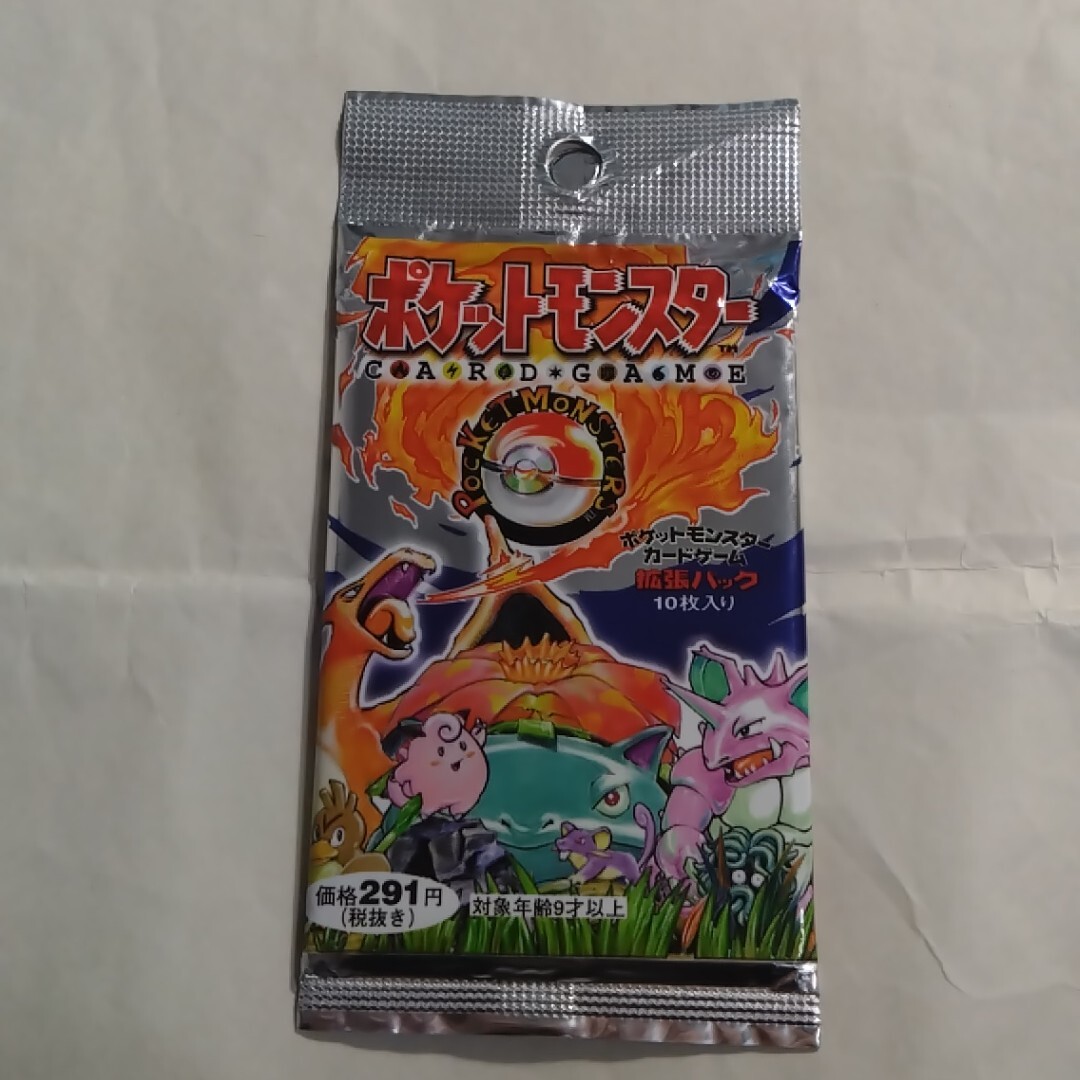 ポケットモンスター
TM
CARD GAME
POCKET MONSTERS
ポケットモンスター
カードゲーム
拡張パック
10枚入り
価格291円
(税抜き)
対象年齢9才以上